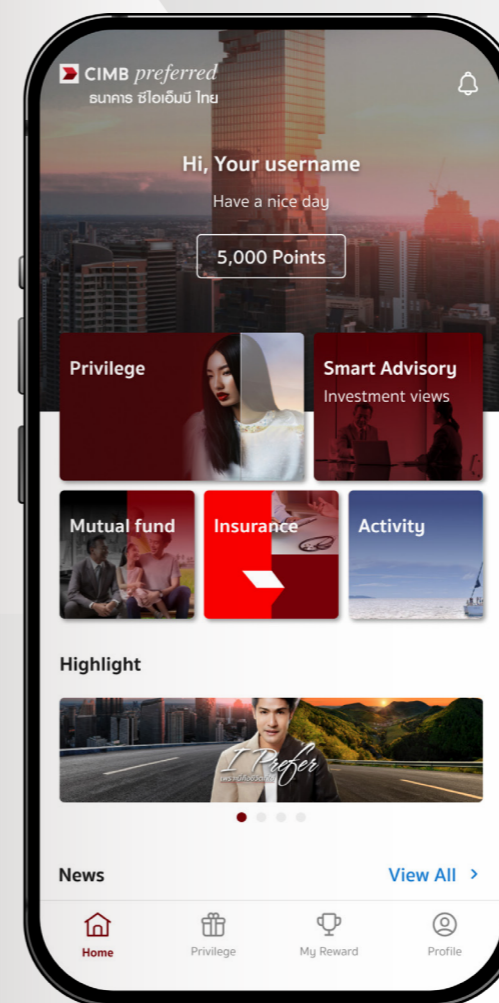 CIMB preferred
ธนาคาร ซีไอเอ็มบี ไทย
Hi, Your username
Have a nice day
5,000 Points
Privilege
Smart Advisory
Investment views
Mutual fund
Insurance
Activity
Highlight
I Prefer
News
View All >
Home
Privilege
My Reward
Profile